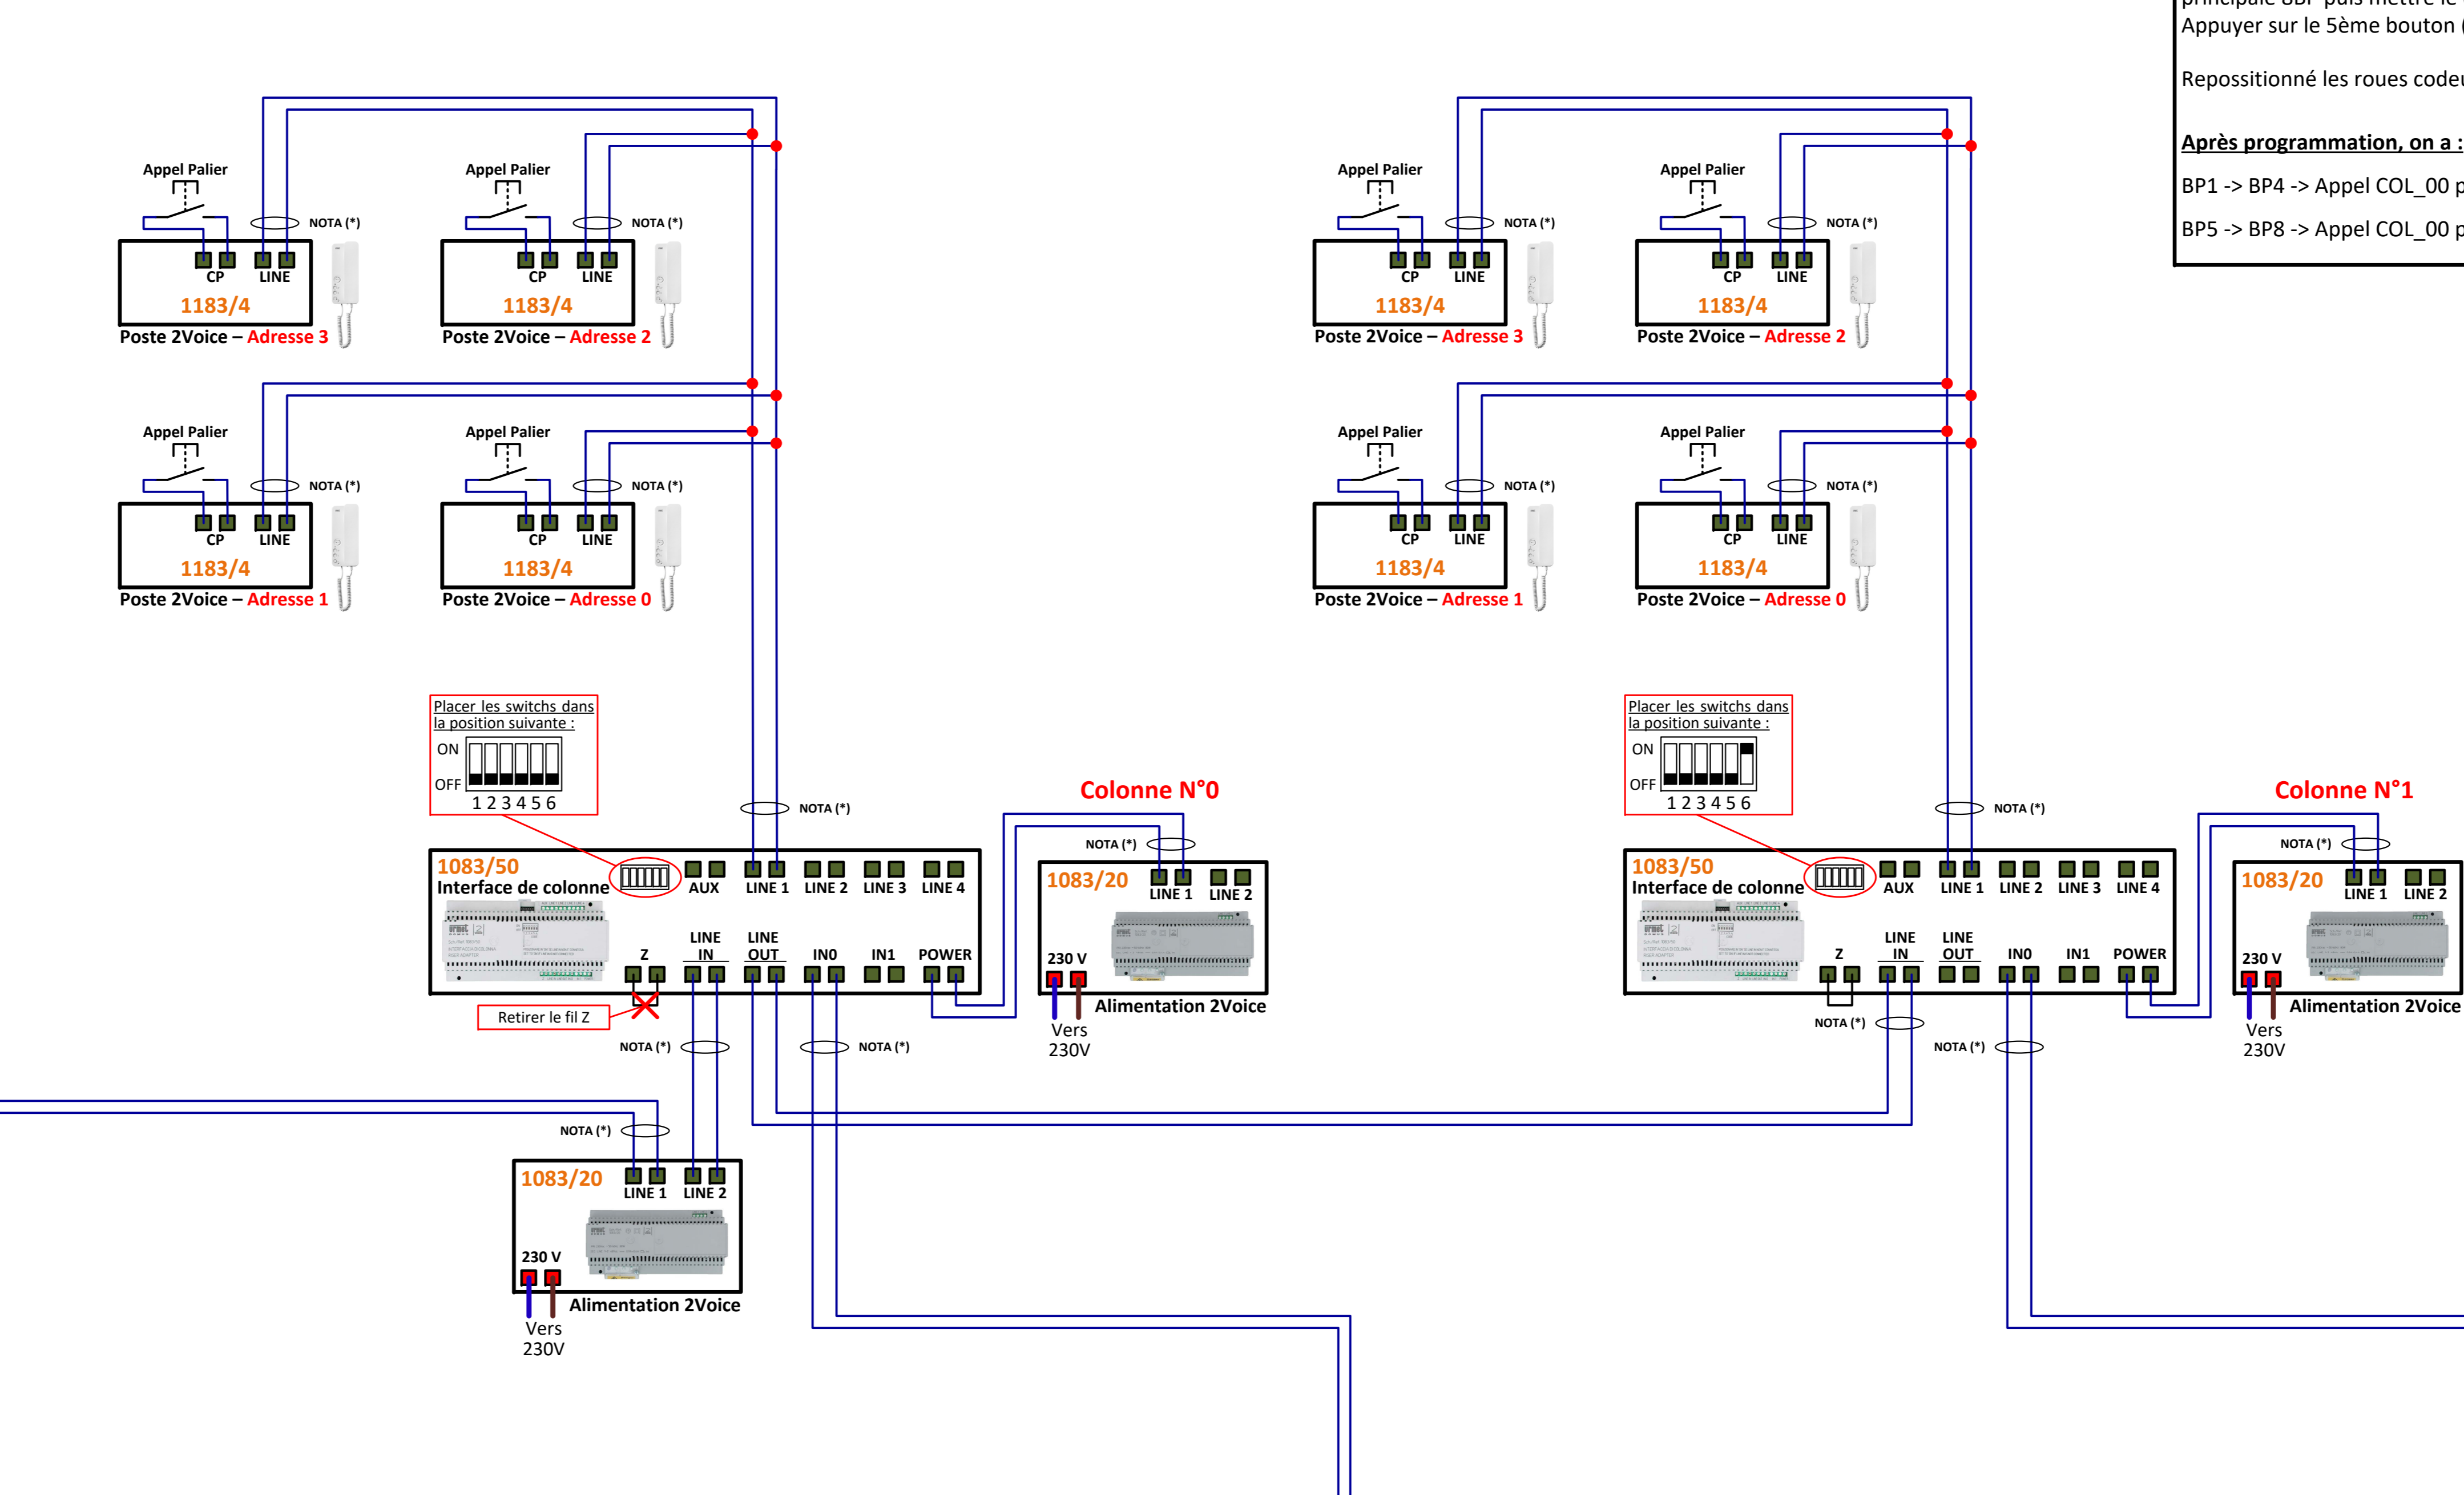 principale 8BP puis mettre le
Appuyer sur le 5ème bouton (
Repossitionné les roues codeu
Après programmation, on a :
BP1 -> BP4 -> Appel COL_00 p
BP5 -> BP8 -> Appel COL_00 p
Appel Palier
NOTA (*)
CP LINE
1183/4
Poste 2Voice – Adresse 3
Appel Palier
NOTA (*)
CP LINE
1183/4
Poste 2Voice – Adresse 2
Appel Palier
NOTA (*)
CP LINE
1183/4
Poste 2Voice – Adresse 3
Appel Palier
NOTA (*)
CP LINE
1183/4
Poste 2Voice – Adresse 2
Appel Palier
NOTA (*)
CP LINE
1183/4
Poste 2Voice – Adresse 1
Appel Palier
NOTA (*)
CP LINE
1183/4
Poste 2Voice – Adresse 0
Appel Palier
NOTA (*)
CP LINE
1183/4
Poste 2Voice – Adresse 1
Appel Palier
NOTA (*)
CP LINE
1183/4
Poste 2Voice – Adresse 0
Placer les switchs dans
la position suivante :
ON
OFF
1 2 3 4 5 6
NOTA (*)
Colonne N°0
1083/50
Interface de colonne
AUX LINE 1 LINE 2 LINE 3 LINE 4
urmet
Z LINE IN LINE OUT IN0 IN1 POWER
Retirer le fil Z
NOTA (*)
NOTA (*)
NOTA (*)
1083/20
LINE 1 LINE 2
230 V
Alimentation 2Voice
Vers
230V
Placer les switchs dans
la position suivante :
ON
OFF
1 2 3 4 5 6
NOTA (*)
Colonne N°1
1083/50
Interface de colonne
AUX LINE 1 LINE 2 LINE 3 LINE 4
urmet
Z LINE IN LINE OUT IN0 IN1 POWER
NOTA (*)
NOTA (*)
NOTA (*)
1083/20
LINE 1 LINE 2
230 V
Alimentation 2Voice
Vers
230V
NOTA (*)
1083/20
LINE 1 LINE 2
urmet
230 V
Alimentation 2Voice
Vers
230V